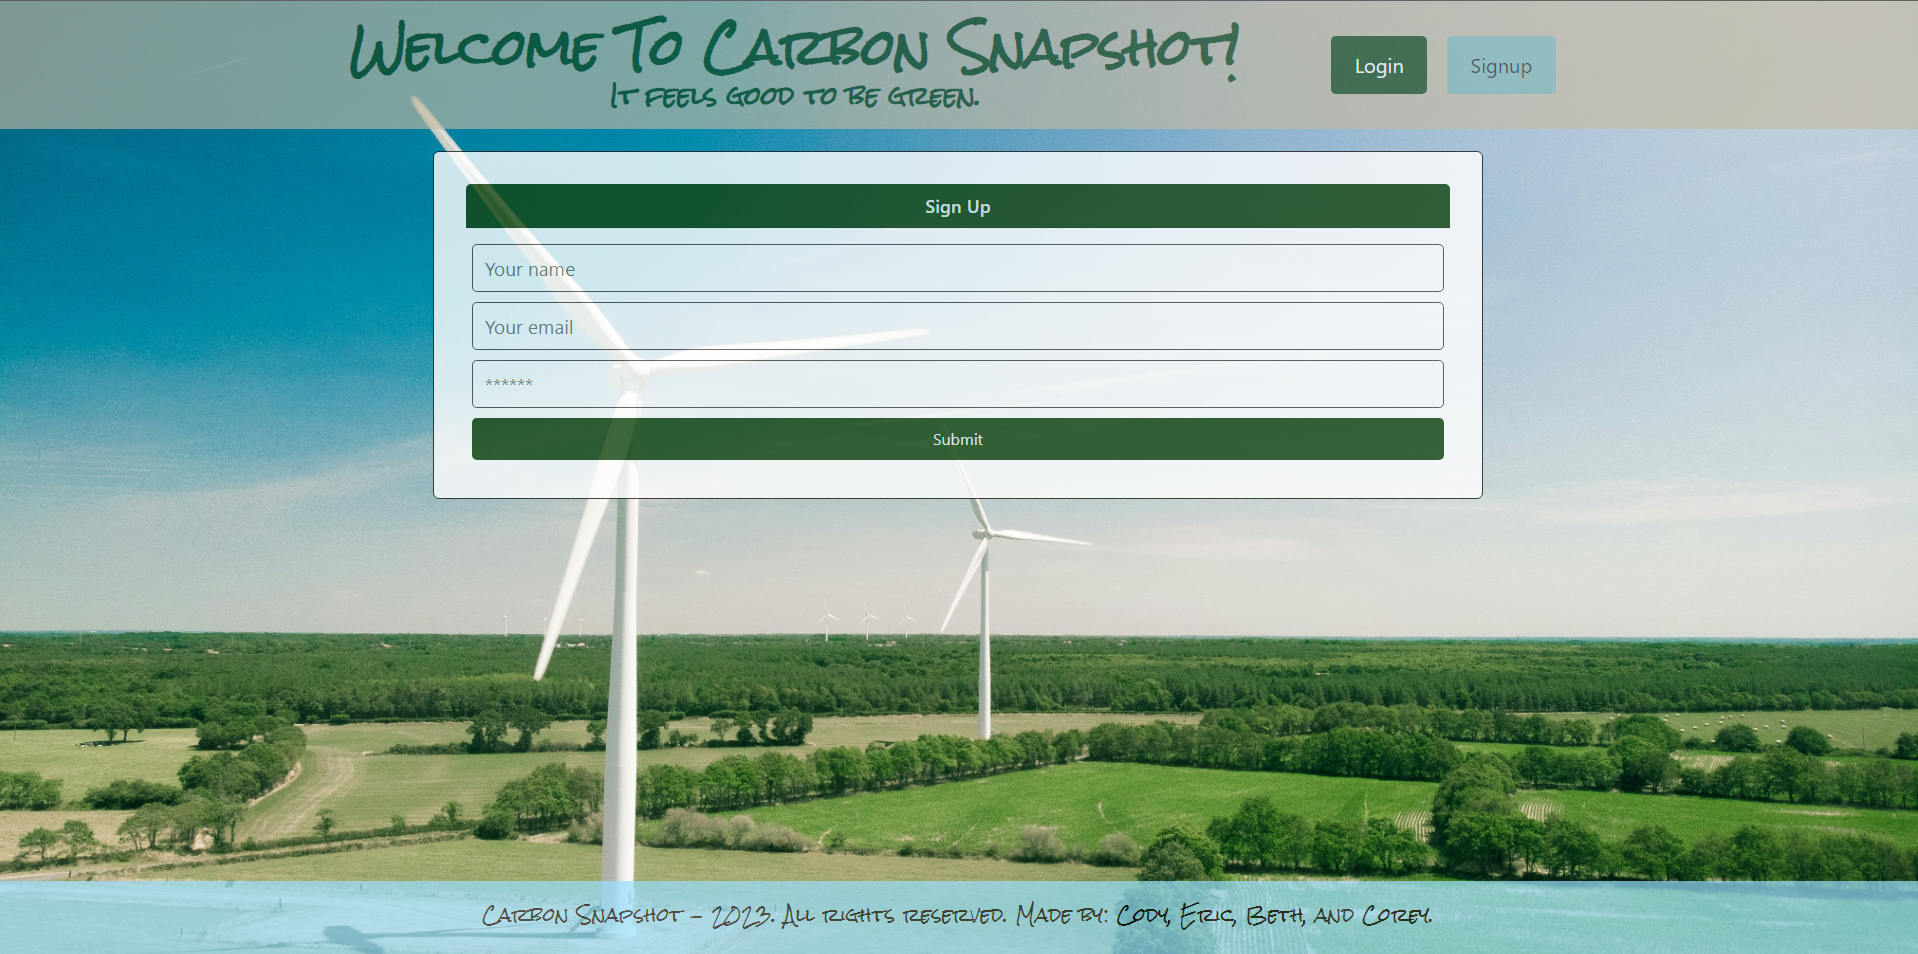 Welcome To Carbon Snapshot!
It feels good to be green.
Login
Signup
Sign Up
Your name
Your email
******
Submit
Carbon Snapshot - 2023. All rights reserved. Made by: Cody, Eric, Beth, and Corey.